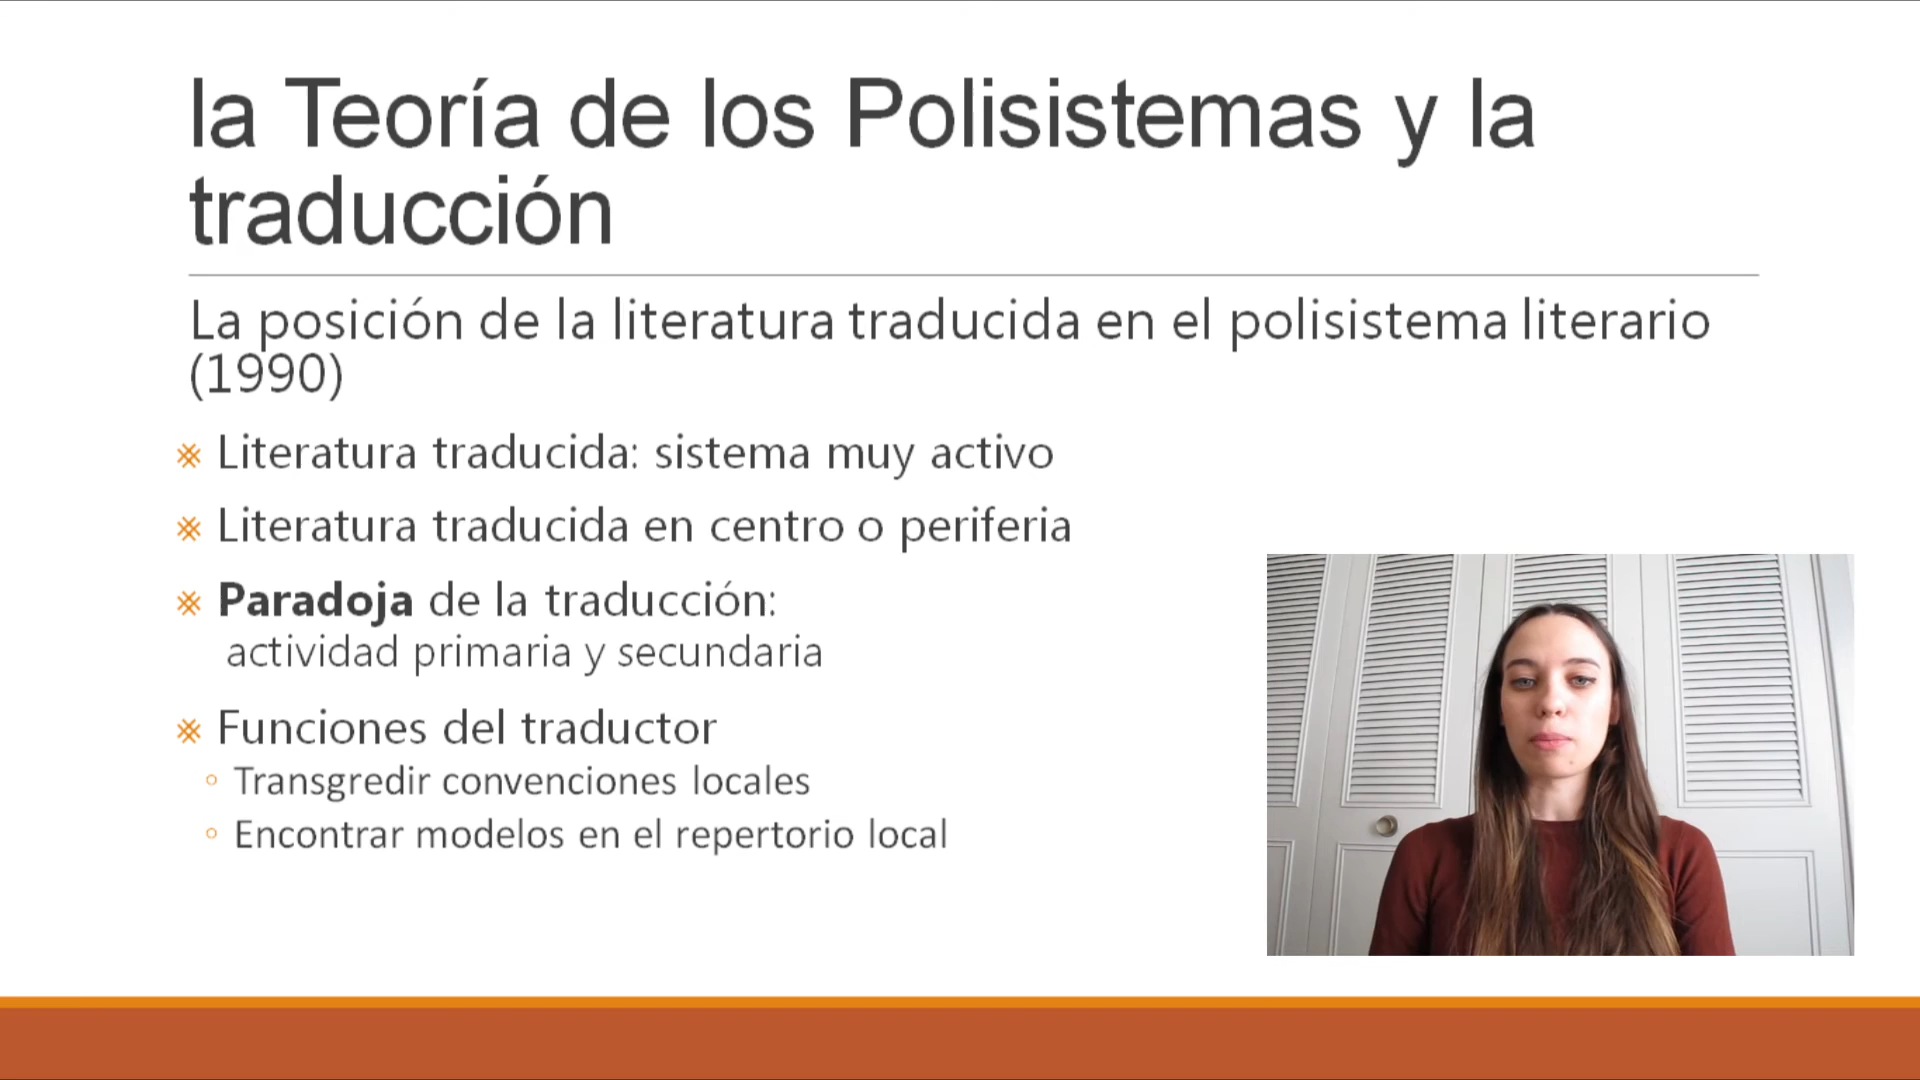 la Teoría de los Polisistemas y la
traducción
La posición de la literatura traducida en el polisistema literario
(1990)
Literatura traducida: sistema muy activo
Literatura traducida en centro o periferia
Paradoja de la traducción:
actividad primaria y secundaria
Funciones del traductor
Transgredir convenciones locales
Encontrar modelos en el repertorio local